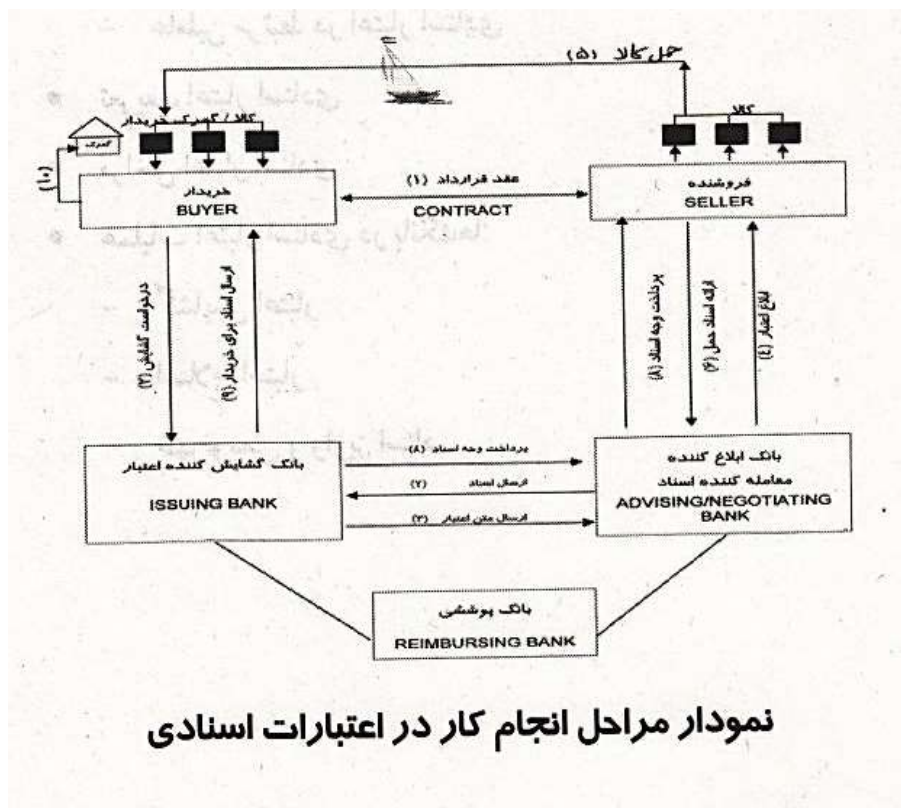 حمل کالا (۵)
کالا / گمرک خریدار
کالا
گمرک
(۱۰)
خریدار
BUYER
عقد قرارداد (۱)
CONTRACT
فروشنده
SELLER
درخواست گشایش (۲)
ارسال اسناد برای خریدار (۹)
پرداخت وجه اسناد (۸)
ارائه اسناد حمل (۶)
ابلاغ اعتبار (٤)
بانک گشایش کننده اعتبار
ISSUING BANK
پرداخت وجه اسناد (۸)
ارسال اسناد (۷)
ارسال متن اعتبار (۳)
بانک ابلاغ کننده
معامله کننده اسناد
ADVISING/NEGOTIATING
BANK
بانک پوششی
REIMBURSING BANK
نمودار مراحل انجام کار در اعتبارات اسنادی